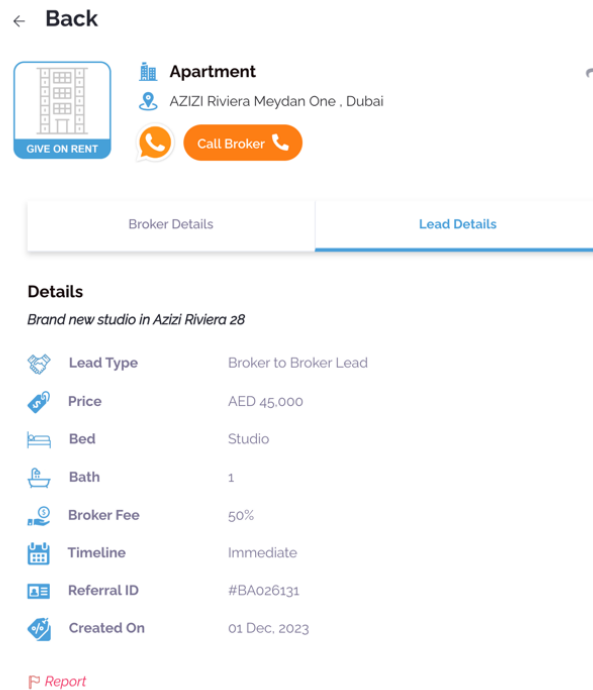 Back
Apartment
AZIZI Riviera Meydan One , Dubai
GIVE ON RENT
Call Broker
Broker Details
Lead Details
Details
Brand new studio in Azizi Riviera 28
Lead Type Broker to Broker Lead
Price AED 45,000
Bed Studio
Bath 1
Broker Fee 50%
Timeline Immediate
Referral ID #BA026131
Created On 01 Dec, 2023
Report